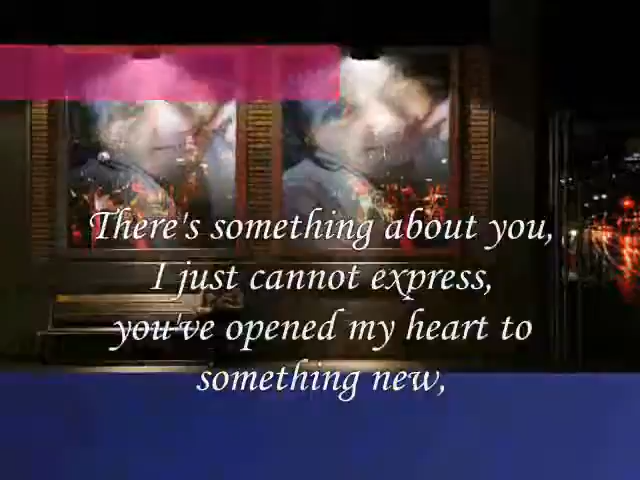 There's something about you,
I just cannot express,
you've opened my heart to
something new,